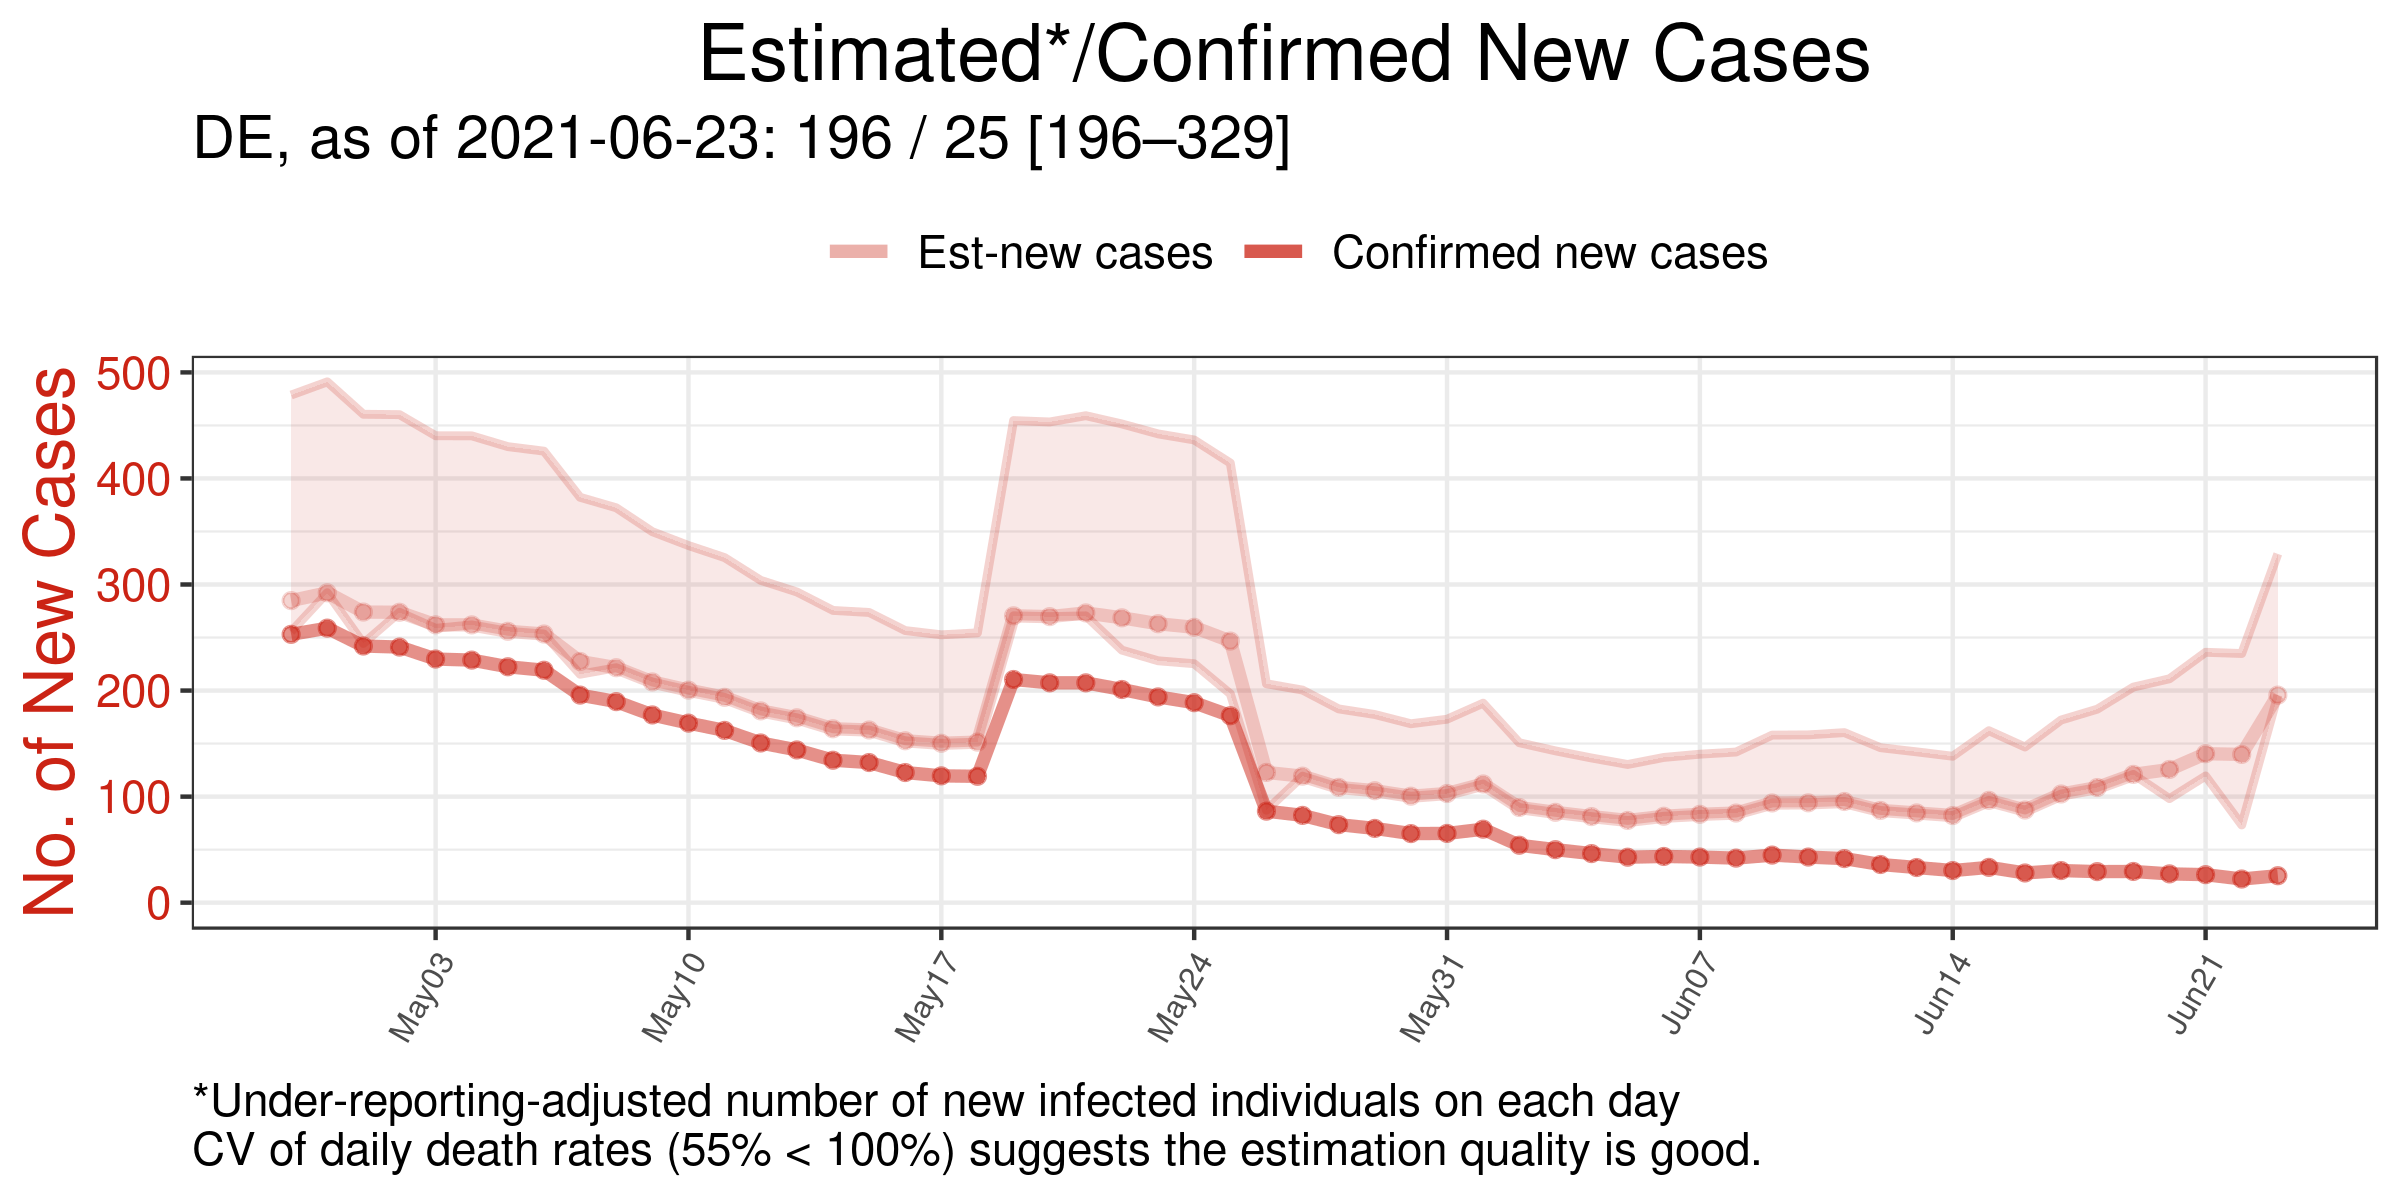 Estimated*/Confirmed New Cases
DE, as of 2021-06-23: 196 / 25 [196–329]
Est-new cases
Confirmed new cases
No. of New Cases
500
400
300
200
100
0
May03
May10
May17
May24
May31
Jun07
Jun14
Jun21
*Under-reporting-adjusted number of new infected individuals on each day
CV of daily death rates (55% < 100%) suggests the estimation quality is good.